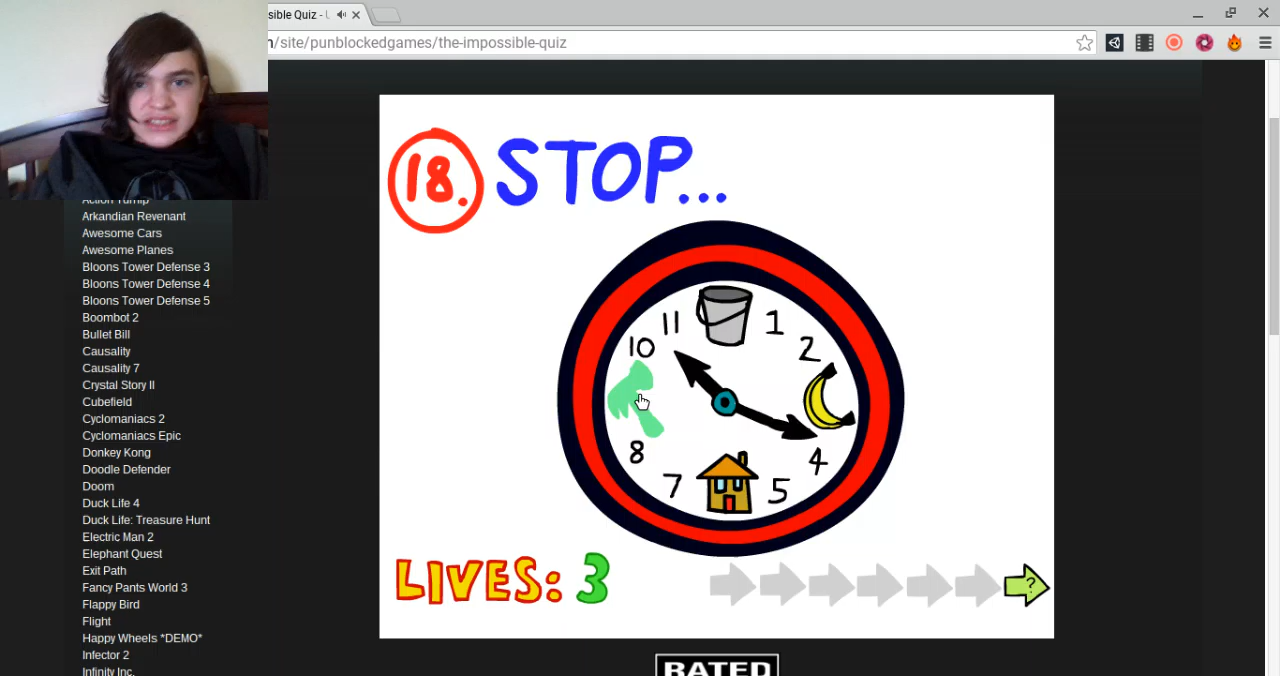 sible Quiz - U
n/site/punblockedgames/the-impossible-quiz
Arkandian Revenant
Awesome Cars
Awesome Planes
Bloons Tower Defense 3
Bloons Tower Defense 4
Bloons Tower Defense 5
Boombot 2
Bullet Bill
Causality
Causality 7
Crystal Story II
Cubefield
Cyclomaniacs 2
Cyclomaniacs Epic
Donkey Kong
Doodle Defender
Doom
Duck Life 4
Duck Life: Treasure Hunt
Electric Man 2
Elephant Quest
Exit Path
Fancy Pants World 3
Flappy Bird
Flight
Happy Wheels *DEMO*
Infector 2
Infinity Inc.
18. STOP...
11
1
10
2
8
4
7
5
LIVES: 3
?
RATED